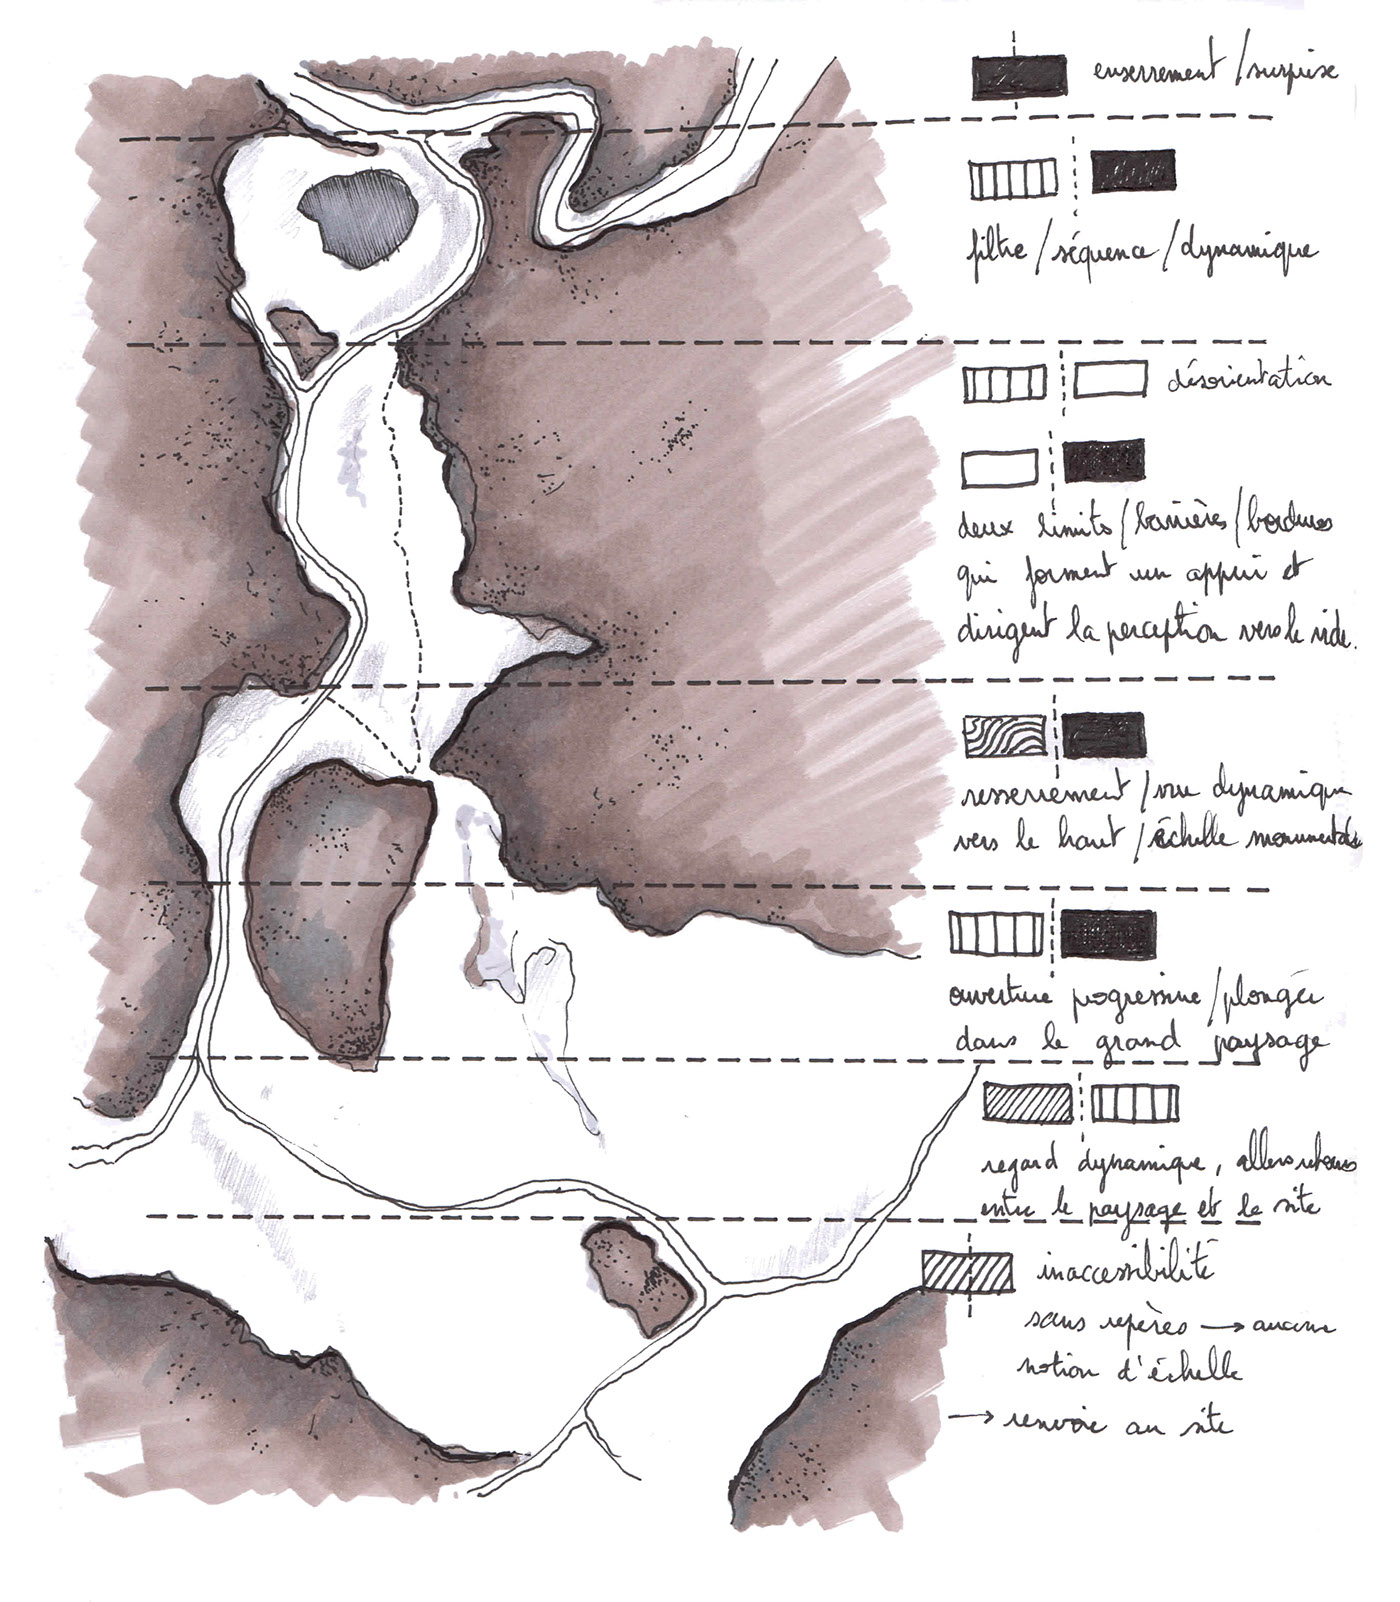 enserrement / surprise
filtre / séquence / dynamique
désorientation
deux limits / barrières / bordures
qui forment un appui et
dirigent la perception vers le vide.
resserrement / vue dynamique
vers le haut / échelle monumentale
ouverture progressive / plongée
dans le grand paysage
regard dynamique, allers retours
entre le paysage et le site
inaccessibilité
sans repères → aucune
notion d'échelle
→ renvoie au site